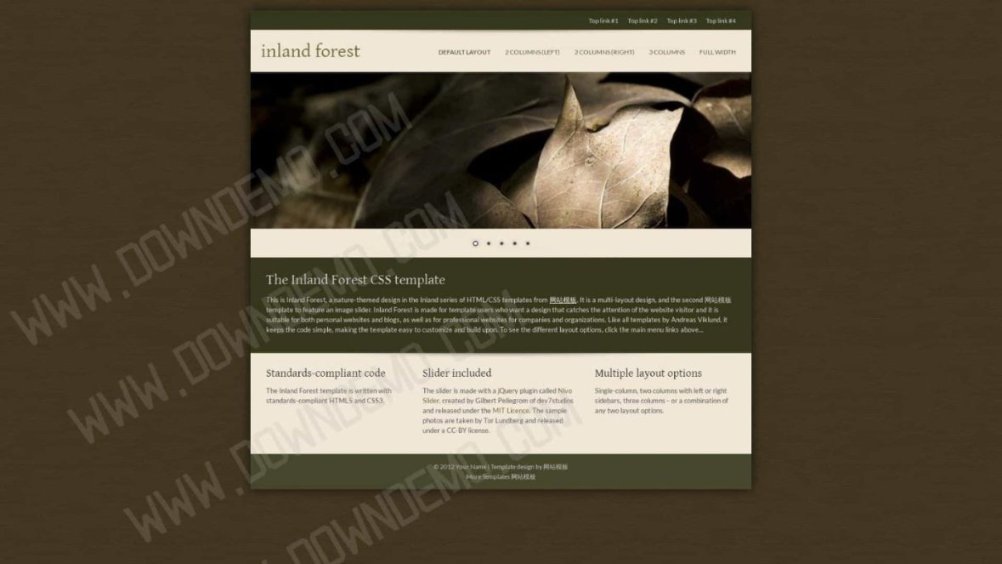 Top link #1 Top link #2 Top link #3 Top link #4
inland forest
DEFAULT LAYOUT 2 COLUMNS (LEFT) 2 COLUMNS (RIGHT) 3 COLUMNS FULL WIDTH
The Inland Forest CSS template
This is Inland Forest, a nature-themed design in the Inland series of HTML/CSS templates from 网站模板. It is a multi-layout design, and the second 网站模板
template to feature an image slider. Inland Forest is made for template users who want a design that catches the attention of the website visitor and it is
suitable for both personal websites and blogs, as well as for professional websites for companies and organizations. Like all templates by Andreas Viklund, it
keeps the code simple, making the template easy to customize and build upon. To see the different layout options, click the main menu links above...
Standards-compliant code
The Inland Forest template is written with
standards-compliant HTML5 and CSS3.
Slider included
The slider is made with a jQuery plugin called Nivo
Slider, created by Gilbert Pellegrom of dev7studios
and released under the MIT Licence. The sample
photos are taken by Tor Lundberg and released
under a CC-BY license.
Multiple layout options
Single-column, two columns with left or right
sidebars, three columns - or a combination of
any two layout options.
© 2012 Your Name | Template design by 网站模板
More Templates 网站模板
WWW.DOWNDEMO.COM
WWW.DOWNDEMO.COM
WWW.DOWNDEMO.COM
WWW.DOWNDEMO.COM